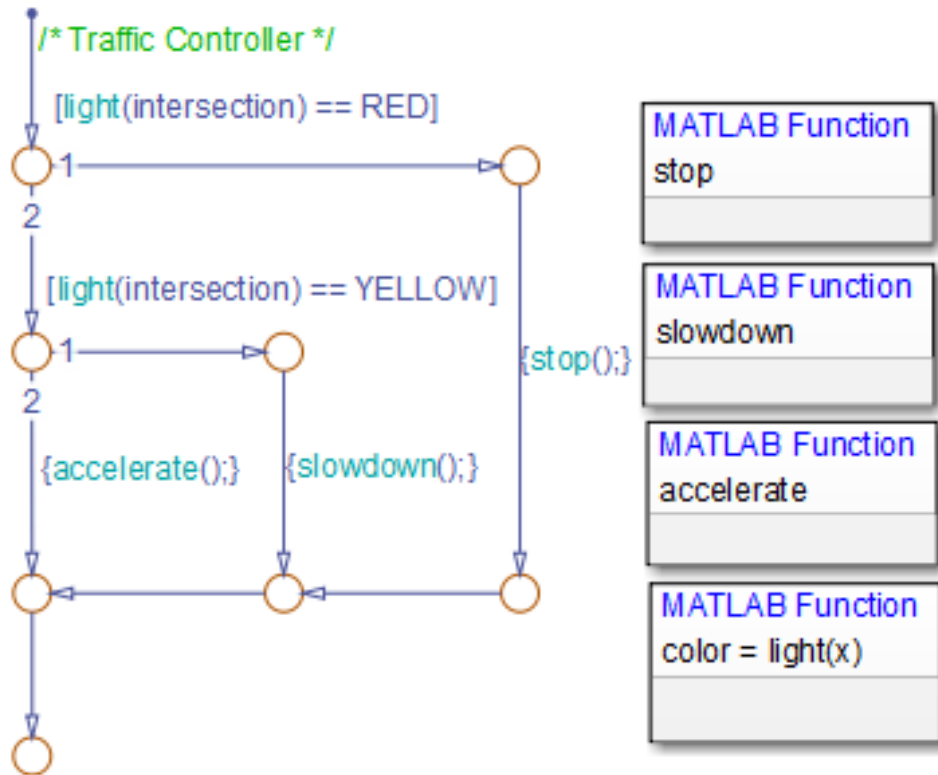 /* Traffic Controller */
[light(intersection) == RED]
1
2
[light(intersection) == YELLOW]
1
2
{stop();}
{accelerate();}
{slowdown();}
MATLAB Function
stop
MATLAB Function
slowdown
MATLAB Function
accelerate
MATLAB Function
color = light(x)